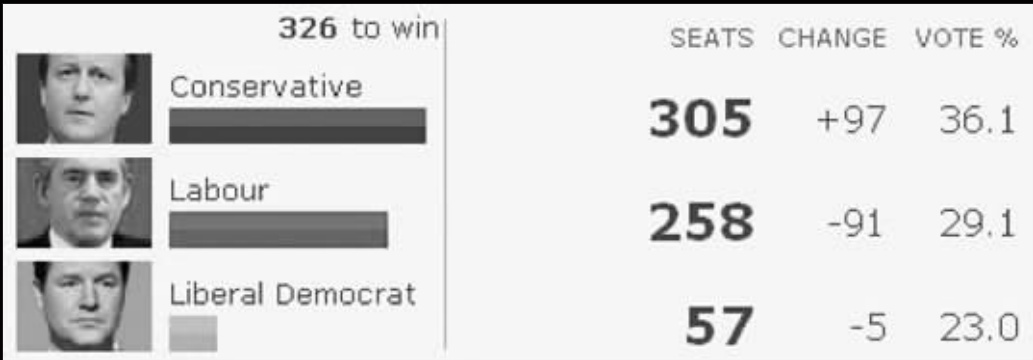 326 to win
SEATS CHANGE VOTE %
Conservative 305 +97 36.1
Labour 258 -91 29.1
Liberal Democrat 57 -5 23.0